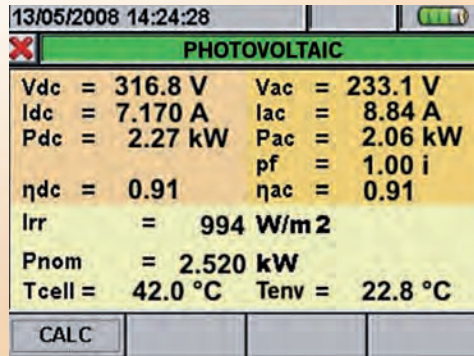 13/05/2008 14:24:28
PHOTOVOLTAIC
Vdc = 316.8 V Vac = 233.1 V
Idc = 7.170 A Iac = 8.84 A
Pdc = 2.27 kW Pac = 2.06 kW
pf = 1.00 i
ηdc = 0.91 ηac = 0.91
Irr = 994 W/m2
Pnom = 2.520 kW
Tcell = 42.0 °C Tenv = 22.8 °C
CALC